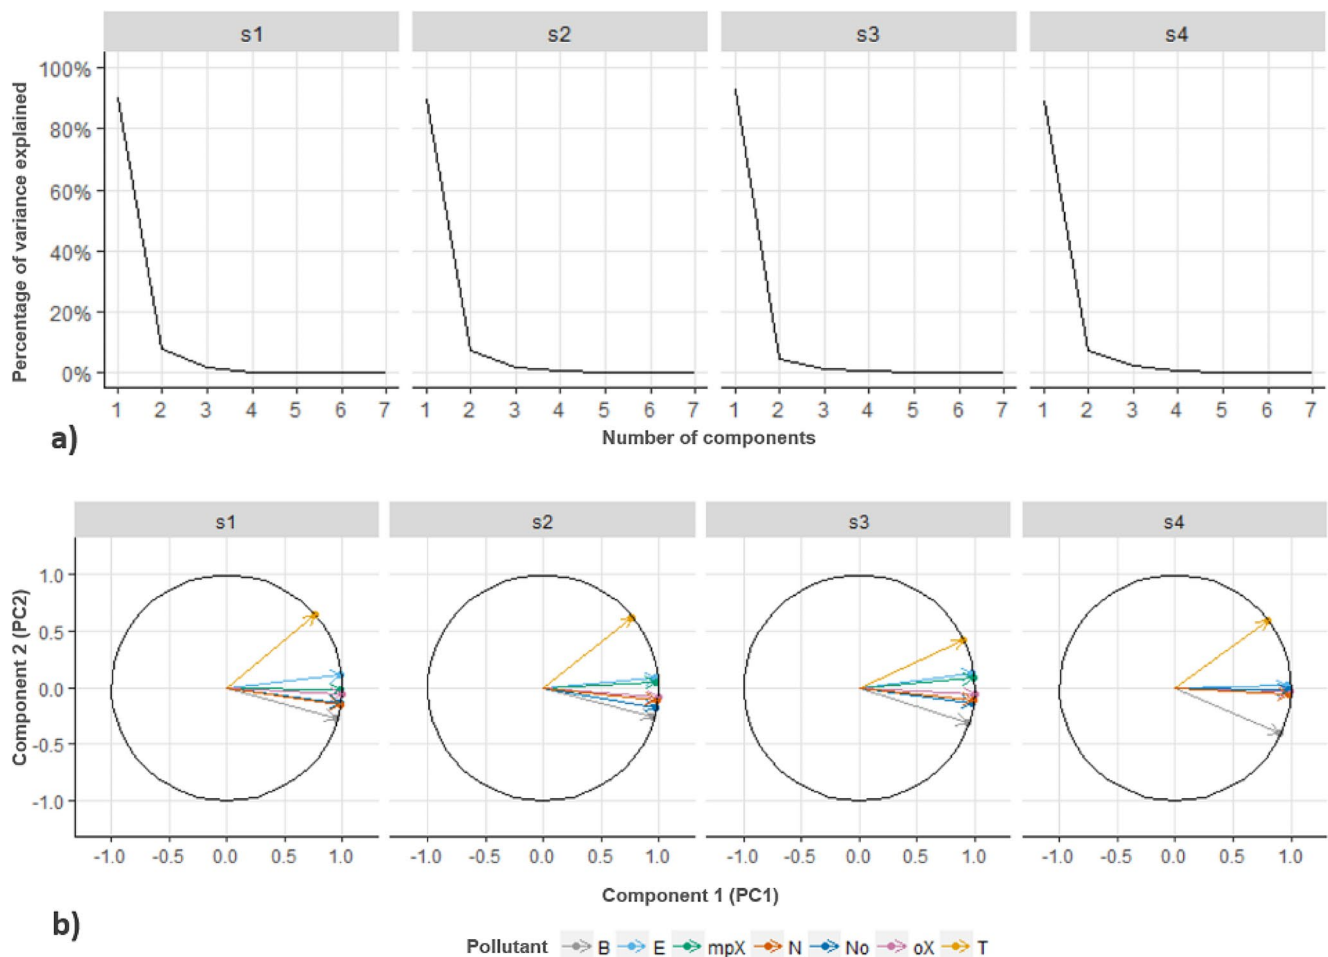 s1 s2 s3 s4
Percentage of variance explained
100%
80%
60%
40%
20%
0%
1 2 3 4 5 6 7 1 2 3 4 5 6 7 1 2 3 4 5 6 7 1 2 3 4 5 6 7
a)
Number of components
s1 s2 s3 s4
Component 2 (PC2)
1.0
0.5
0.0
-0.5
-1.0
-1.0 -0.5 0.0 0.5 1.0 -1.0 -0.5 0.0 0.5 1.0 -1.0 -0.5 0.0 0.5 1.0 -1.0 -0.5 0.0 0.5 1.0
Component 1 (PC1)
b)
Pollutant B E mpX N No oX T